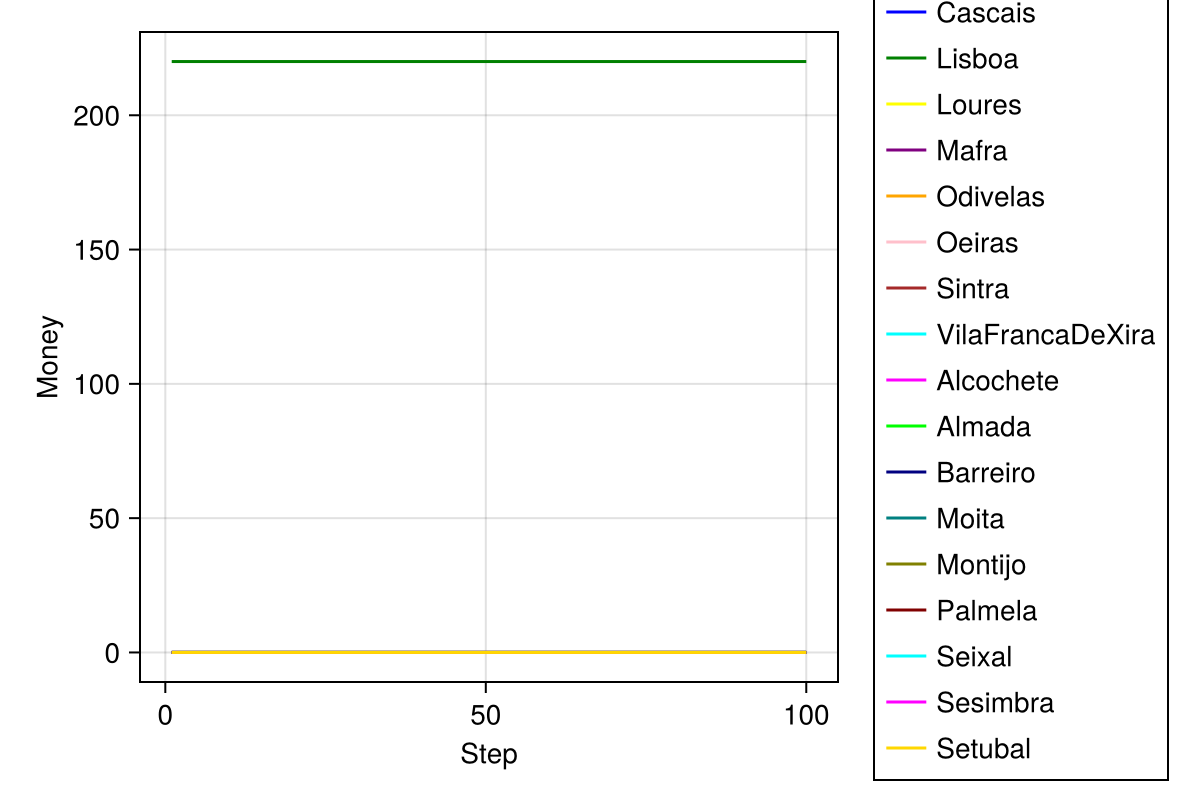 Cascais
Lisboa
Loures
Mafra
Odivelas
Oeiras
Sintra
VilaFrancaDeXira
Alcochete
Almada
Barreiro
Moita
Montijo
Palmela
Seixal
Sesimbra
Setubal
Money
200
150
100
50
0
0 50 100
Step